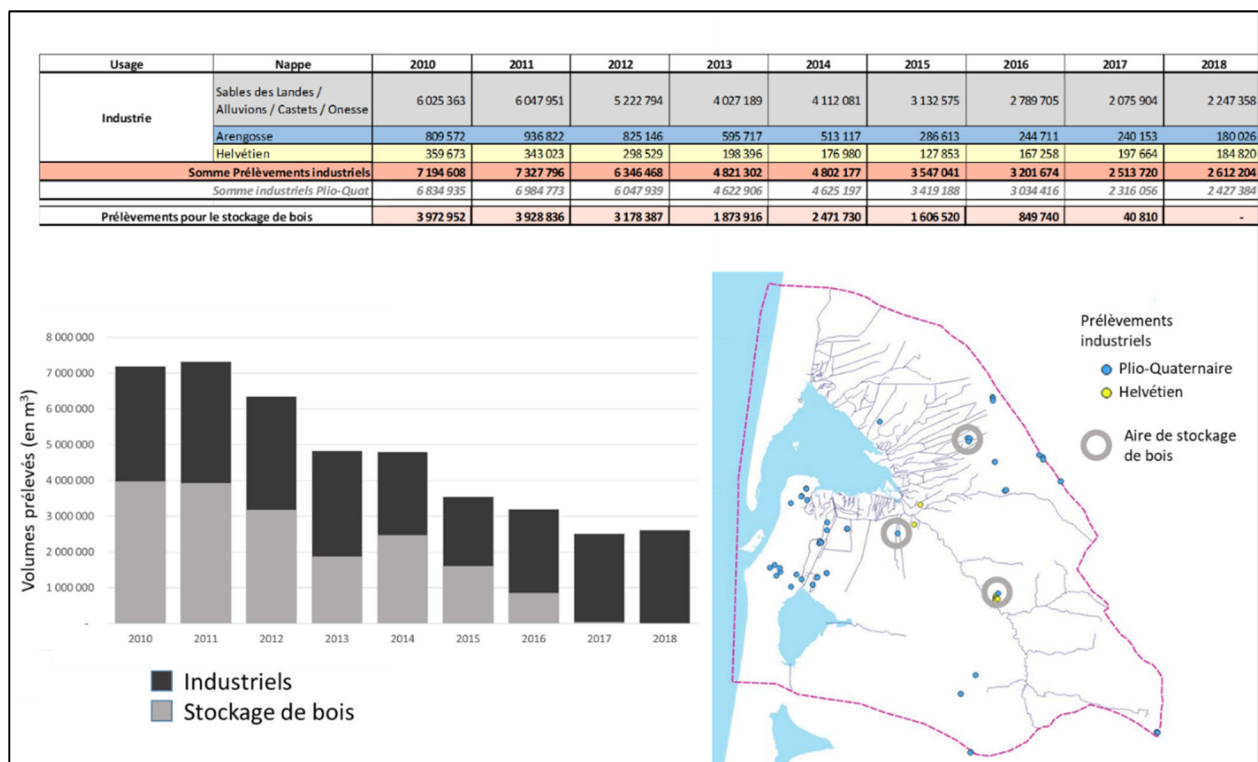 Usage Nappe 2010 2011 2012 2013 2014 2015 2016 2017 2018
Industrie
Sables des Landes /
Alluvions / Castets / Onesse 6 025 363 6 047 951 5 222 794 4 027 189 4 112 081 3 132 575 2 789 705 2 075 904 2 247 358
Arengosse 809 572 936 822 825 146 595 717 513 117 286 613 244 711 240 153 180 026
Helvétien 359 673 343 023 298 529 198 396 176 980 127 853 167 258 197 664 184 820
Somme Prélèvements industriels 7 194 608 7 327 796 6 346 468 4 821 302 4 802 177 3 547 041 3 201 674 2 513 720 2 612 204
Somme industriels Plio-Quat 6 834 935 6 984 773 6 047 939 4 622 906 4 625 197 3 419 188 3 034 416 2 316 056 2 427 384
Prélèvements pour le stockage de bois 3 972 952 3 928 836 3 178 387 1 873 916 2 471 730 1 606 520 849 740 40 810 -
Volumes prélevés (en m³)
8 000 000
7 000 000
6 000 000
5 000 000
4 000 000
3 000 000
2 000 000
1 000 000
-
2010 2011 2012 2013 2014 2015 2016 2017 2018
Industriels
Stockage de bois
Prélèvements
industriels
Plio-Quaternaire
Helvétien
Aire de stockage
de bois